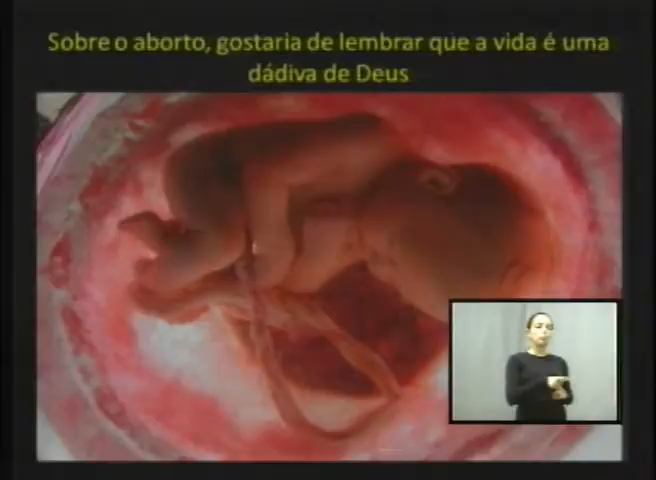 Sobre o aborto, gostaria de lembrar que a vida é uma
dádiva de Deus